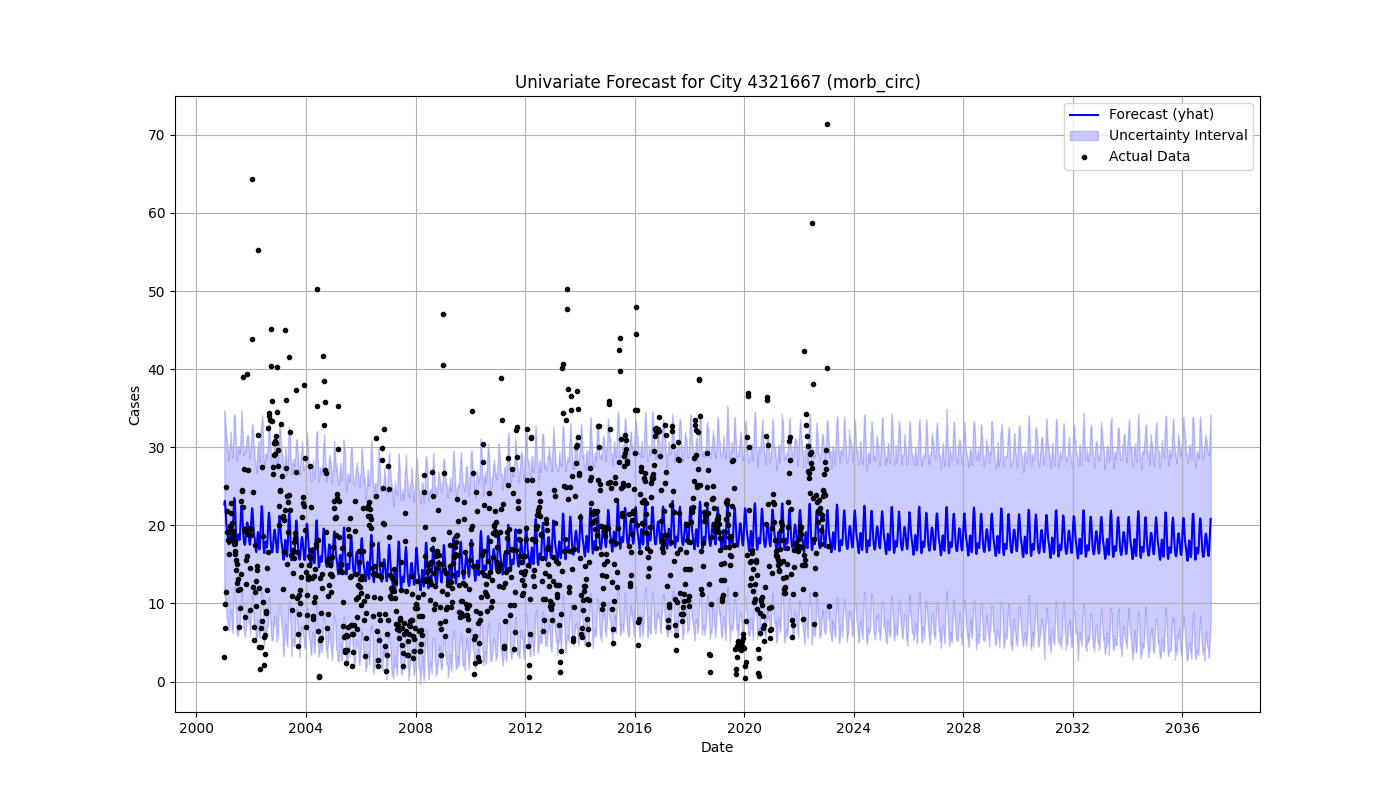 Univariate Forecast for City 4321667 (morb_circ)
Forecast (yhat)
Uncertainty Interval
Actual Data
Cases
70
60
50
40
30
20
10
0
2000 2004 2008 2012 2016 2020 2024 2028 2032 2036
Date